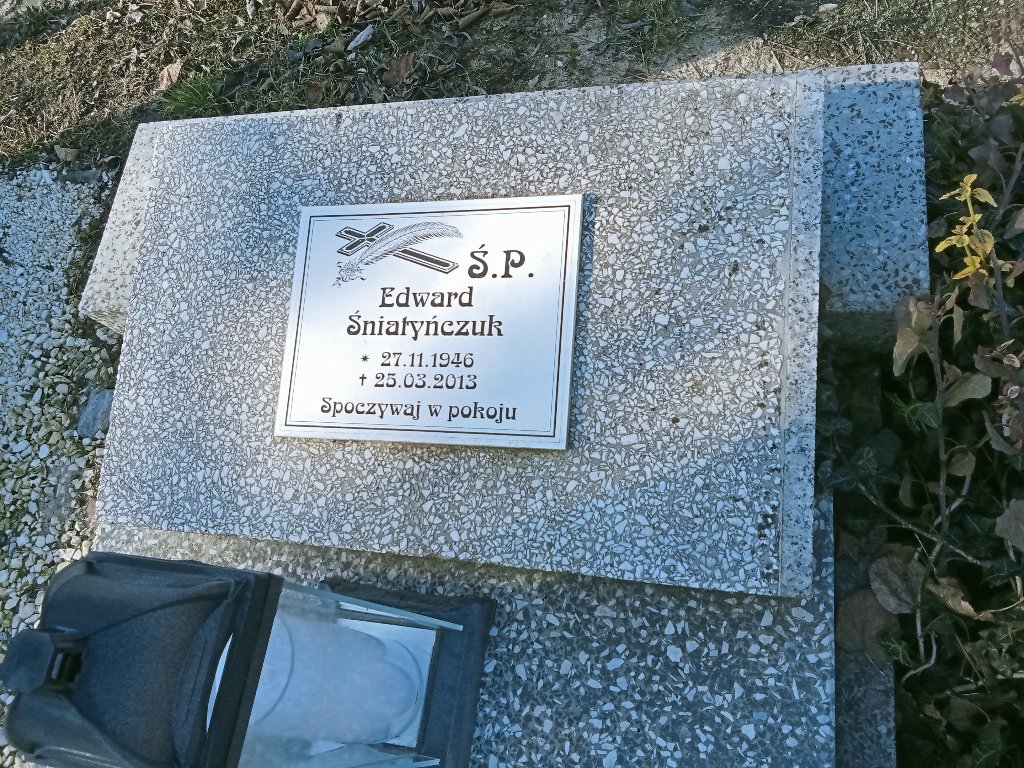 Ś.P.
Edward
Śniatyńczuk
* 27.11.1946
† 25.03.2013
Spoczywaj w pokoju